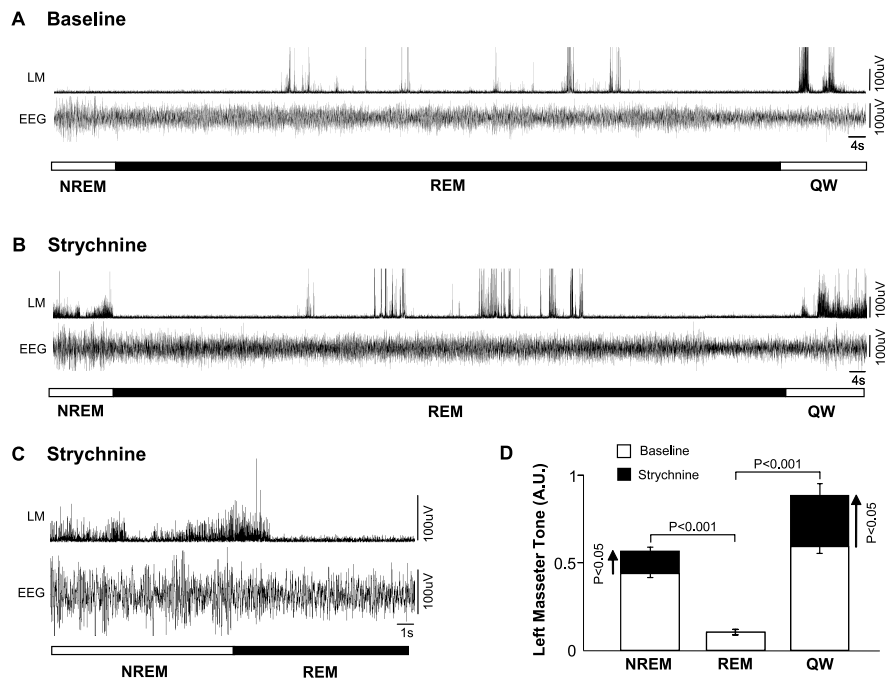 A Baseline
LM
100uV
EEG
100uV
4s
NREM REM QW
B Strychnine
LM
100uV
EEG
100uV
4s
NREM REM QW
C Strychnine
LM
100uV
EEG
100uV
1s
NREM REM
D
Baseline
Strychnine
Left Masseter Tone (A.U.)
1
0.5
0
P<0.05
P<0.001
P<0.001
P<0.05
NREM REM QW